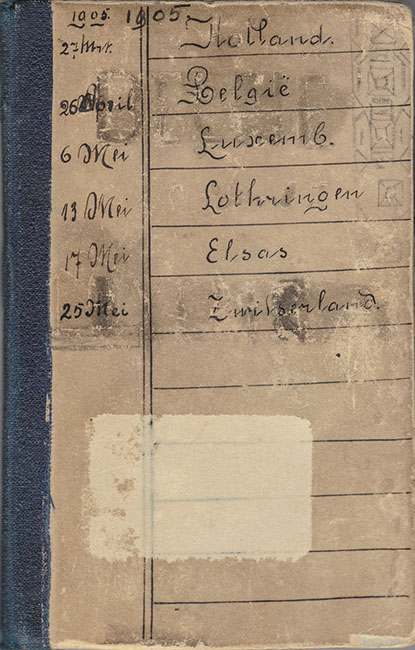 1905. 1905
27 Mrt. Holland.
26 April België
6 Mei Luxemb.
13 Mei Lothringen
17 Mei Elsas
25 Mei Zwitserland.